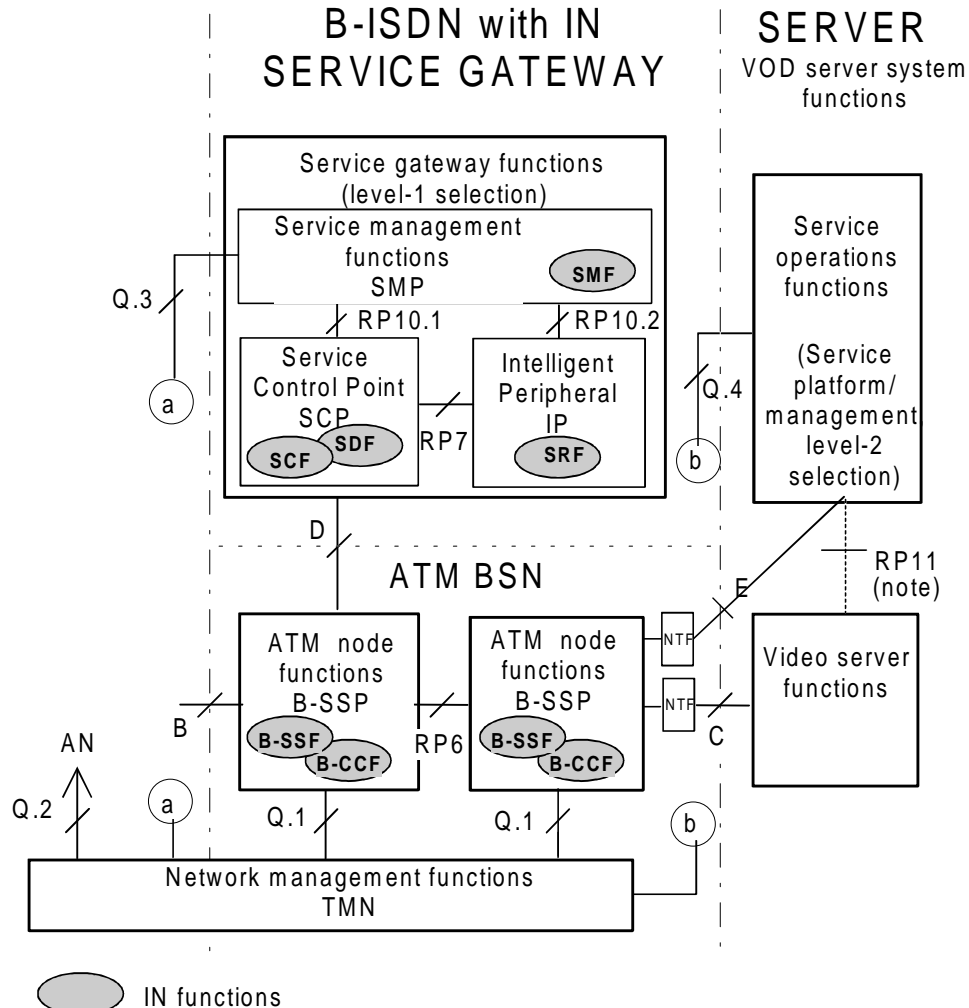 B-ISDN with IN
SERVICE GATEWAY
SERVER
VOD server system
functions
Service gateway functions
(level-1 selection)
Service management
functions
SMP
SMF
Q.3
a
RP10.1
RP10.2
Service
Control Point
SCP
SCF
SDF
RP7
Intelligent
Peripheral
IP
SRF
Service
operations
functions
(Service
platform/
management
level-2
selection)
Q.4
b
D
ATM BSN
E
RP11
(note)
ATM node
functions
B-SSP
B-SSF
B-CCF
B
RP6
ATM node
functions
B-SSP
B-SSF
B-CCF
NTF
NTF
C
Video server
functions
AN
Q.2
a
Q.1
Q.1
b
Network management functions
TMN
IN functions